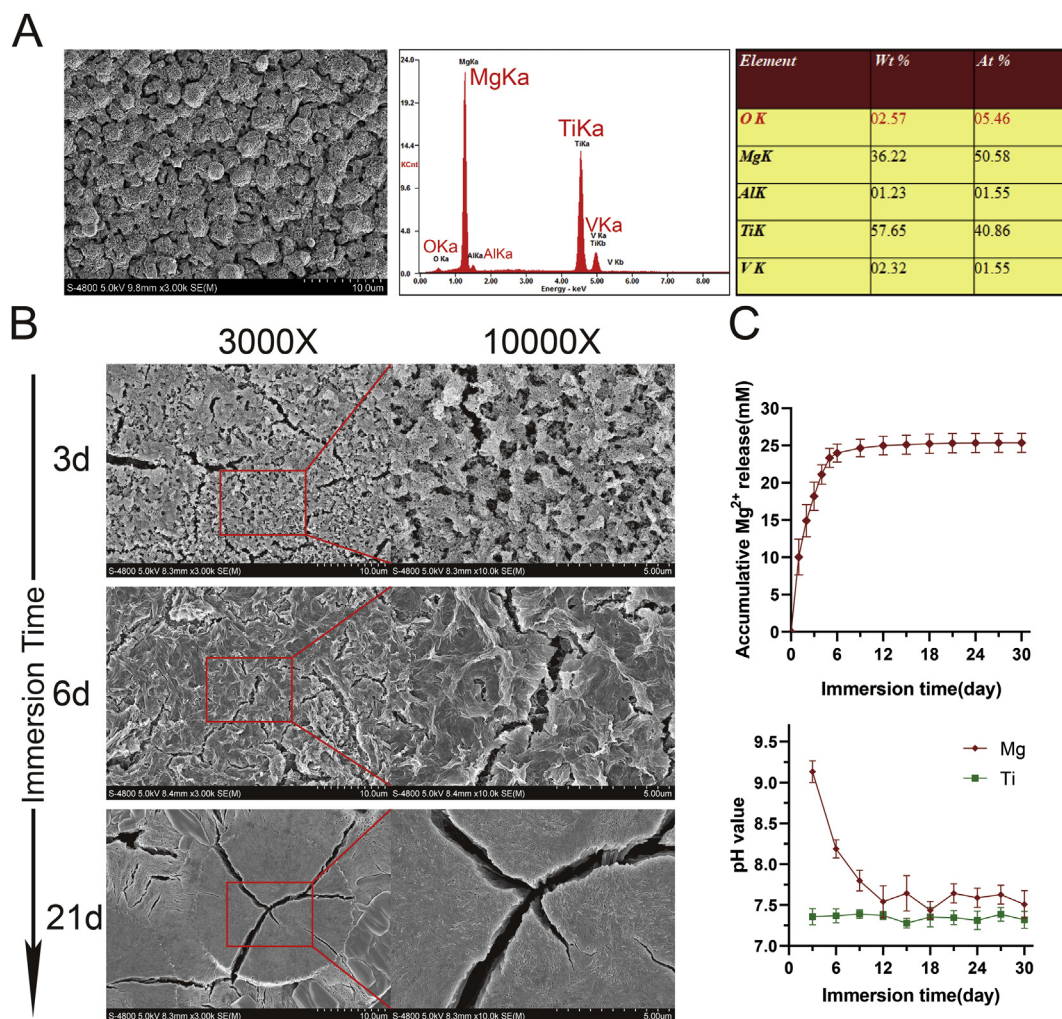 A
S-4800 5.0kV 9.8mm x3.00k SE(M)
10.0um
24.0
19.2
14.4
KCnt
9.6
4.8
0.0
MgKa
MgKa
TiKa
TiKa
VKa
V Ka
TiKb
V Kb
OKa
O Ka
AlKa
AlKa
0.00 1.00 2.00 3.00 4.00 5.00 6.00 7.00 8.00
Energy - keV
Element Wt % At %
O K 02.57 05.46
MgK 36.22 50.58
AlK 01.23 01.55
TiK 57.65 40.86
V K 02.32 01.55
B
3000X 10000X
Immersion Time
3d
S-4800 5.0kV 8.3mm x3.00k SE(M) 10.0um
S-4800 5.0kV 8.3mm x10.0k SE(M) 5.00um
6d
S-4800 5.0kV 8.4mm x3.00k SE(M) 10.0um
S-4800 5.0kV 8.4mm x10.0k SE(M) 5.00um
21d
S-4800 5.0kV 8.3mm x3.00k SE(M) 10.0um
S-4800 5.0kV 8.3mm x10.0k SE(M) 5.00um
C
Accumulative Mg²⁺ release(mM)
30
25
20
15
10
5
0
0 6 12 18 24 30
Immersion time(day)
pH value
9.5
9.0
8.5
8.0
7.5
7.0
Mg
Ti
0 6 12 18 24 30
Immersion time(day)